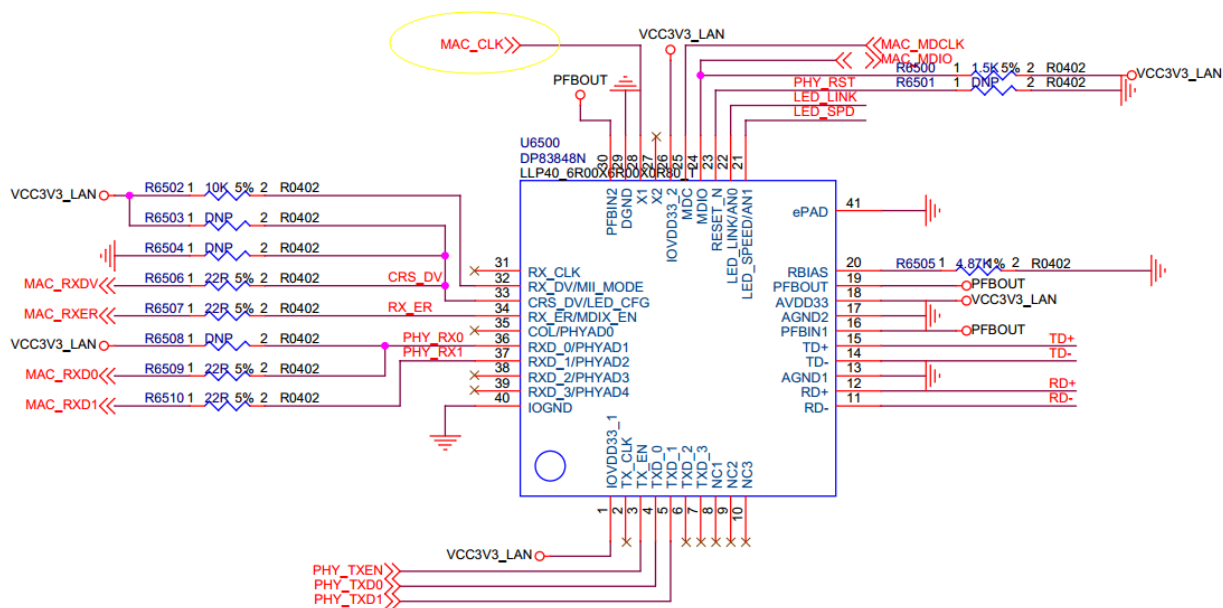 MAC_CLK
VCC3V3_LAN
MAC_MDCLK
MAC_MDIO
R6500 1 1.5K 5% 2 R0402
VCC3V3_LAN
PHY_RST R6501 1 DNP 2 R0402
LED_LINK
LED_SPD
PFBOUT
U6500
DP83848N
LLP40_6R00X6R00X0R80_T
30 29 28 27 26 25 24 23 22 21
PFBIN2
DGND
X1
X2
IOVDD33_2
MDC
MDIO
RESET_N
LED_LINK/AN0
LED_SPEED/AN1
VCC3V3_LAN R6502 1 10K 5% 2 R0402
R6503 1 DNP 2 R0402
R6504 1 DNP 2 R0402
MAC_RXDV R6506 1 22R 5% 2 R0402 CRS_DV
MAC_RXER R6507 1 22R 5% 2 R0402 RX_ER
VCC3V3_LAN R6508 1 DNP 2 R0402 PHY_RX0
PHY_RX1
MAC_RXD0 R6509 1 22R 5% 2 R0402
MAC_RXD1 R6510 1 22R 5% 2 R0402
31 RX_CLK
32 RX_DV/MII_MODE
33 CRS_DV/LED_CFG
34 RX_ER/MDIX_EN
35 COL/PHYAD0
36 RXD_0/PHYAD1
37 RXD_1/PHYAD2
38 RXD_2/PHYAD3
39 RXD_3/PHYAD4
40 IOGND
ePAD 41
RBIAS 20 R6505 1 4.87K 1% 2 R0402
PFBOUT 19 PFBOUT
AVDD33 18 VCC3V3_LAN
AGND2 17
PFBIN1 16 PFBOUT
TD+ 15 TD+
TD- 14 TD-
AGND1 13
RD+ 12 RD+
RD- 11 RD-
IOVDD33_1
TX_CLK
TX_EN
TXD_0
TXD_1
TXD_2
TXD_3
NC1
NC2
NC3
1 2 3 4 5 6 7 8 9 10
VCC3V3_LAN
PHY_TXEN
PHY_TXD0
PHY_TXD1